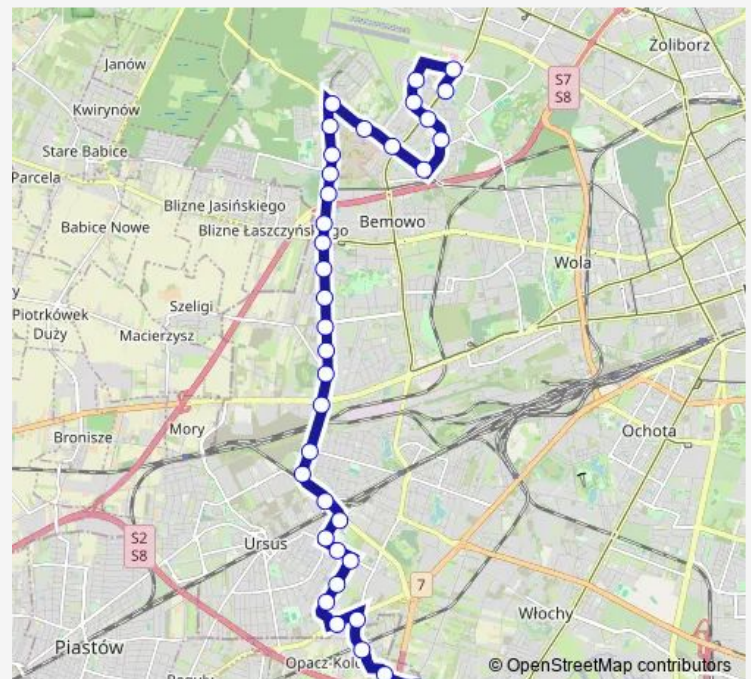 Janów
Żoliborz
S7
S8
Kwirynów
Stare Babice
Parcela
Blizne Jasińskiego
Babice Nowe
Blizne Łaszczyńskiego
Bemowo
Wola
Szeligi
Piotrkówek
Duży
Macierzysz
Bronisze
Mory
Ochota
S2
S8
Ursus
7
Włochy
Piastów
© OpenStreetMap contributors